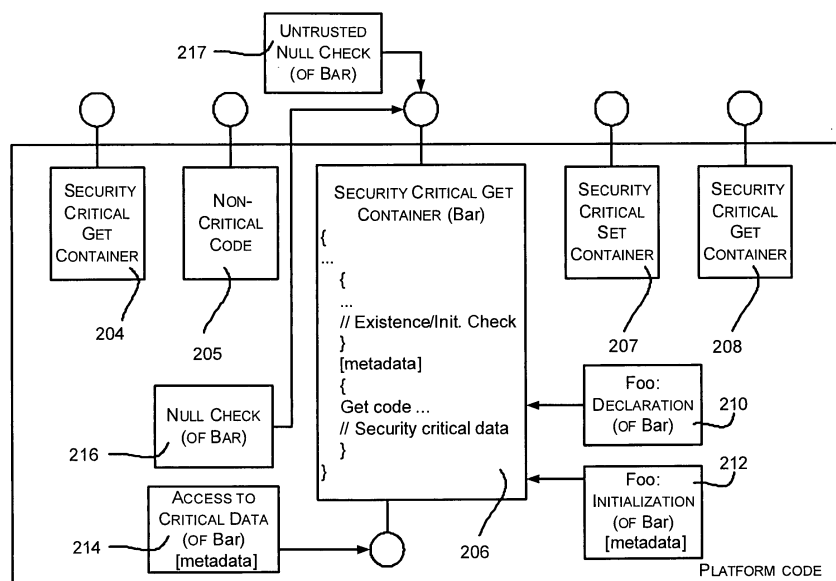 217
UNTRUSTED
NULL CHECK
(OF BAR)
SECURITY
CRITICAL
GET
CONTAINER
204
NON-
CRITICAL
CODE
205
SECURITY CRITICAL GET
CONTAINER (Bar)
{
...
{
...
// Existence/Init. Check
}
[metadata]
{
Get code ...
// Security critical data
}
}
206
SECURITY
CRITICAL
SET
CONTAINER
207
SECURITY
CRITICAL
GET
CONTAINER
208
NULL CHECK
(OF BAR)
216
FOO:
DECLARATION
(OF BAR)
210
ACCESS TO
CRITICAL DATA
(OF BAR)
[metadata]
214
FOO:
INITIALIZATION
(OF BAR)
[metadata]
212
PLATFORM CODE